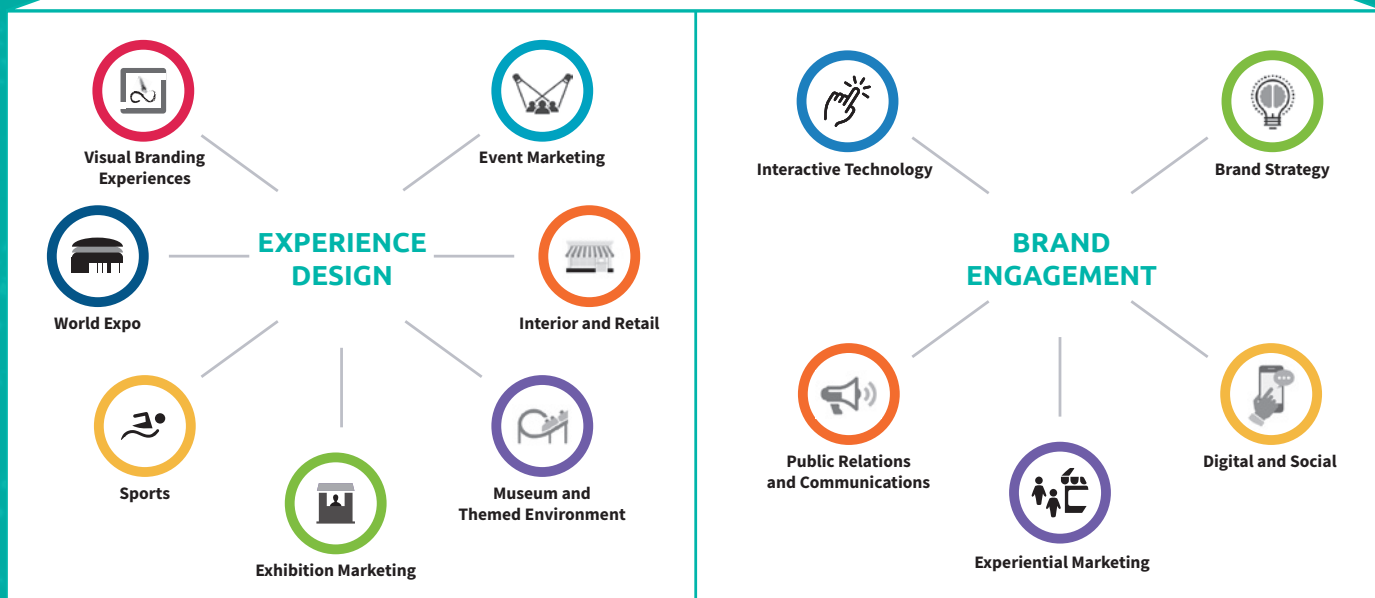 Visual Branding
Experiences
Event Marketing
World Expo
EXPERIENCE
DESIGN
Interior and Retail
Sports
Museum and
Themed Environment
Exhibition Marketing
Interactive Technology
Brand Strategy
BRAND
ENGAGEMENT
Public Relations
and Communications
Digital and Social
Experiential Marketing